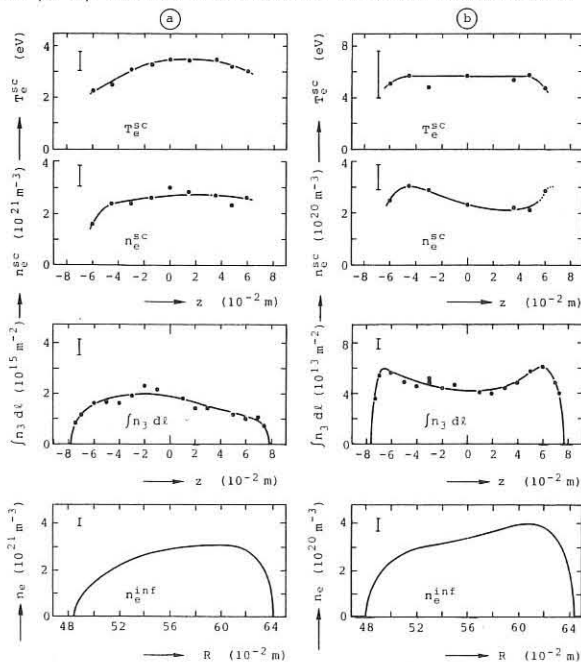 (a)
(b)
T_e^sc (eV)
4
2
0
T_e^sc
T_e^sc (eV)
8
4
0
T_e^sc
n_e^sc (10^21 m^-3)
4
2
0
n_e^sc
-8 -6 -4 -2 0 2 4 6 8
z (10^-2 m)
n_e^sc (10^20 m^-3)
4
2
0
n_e^sc
-8 -6 -4 -2 0 2 4 6 8
z (10^-2 m)
∫n_3 dℓ (10^15 m^-2)
4
2
0
∫n_3 dℓ
-8 -6 -4 -2 0 2 4 6 8
z (10^-2 m)
∫n_3 dℓ (10^13 m^-2)
8
4
0
∫n_3 dℓ
-8 -6 -4 -2 0 2 4 6 8
z (10^-2 m)
n_e (10^21 m^-3)
4
2
0
n_e^inf
48 52 56 60 64
R (10^-2 m)
n_e (10^20 m^-3)
4
2
0
n_e^inf
48 52 56 60 64
R (10^-2 m)